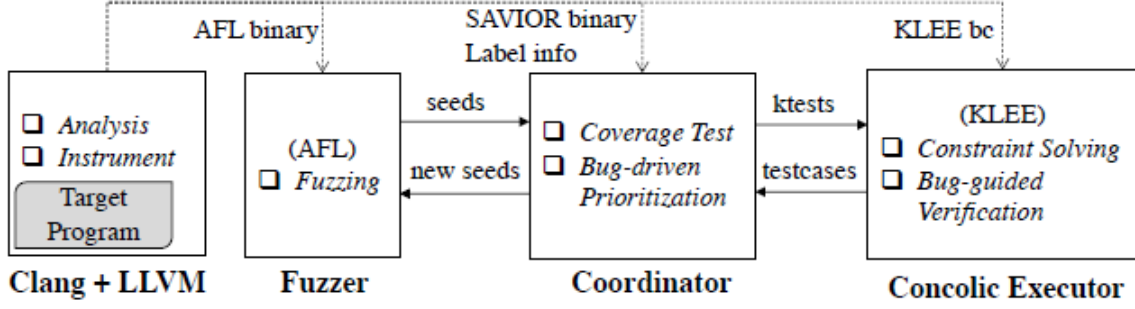 AFL binary
SAVIOR binary
Label info
KLEE bc
❑ Analysis
❑ Instrument
Target
Program
Clang + LLVM
(AFL)
❑ Fuzzing
Fuzzer
seeds
new seeds
❑ Coverage Test
❑ Bug-driven
Prioritization
Coordinator
ktests
testcases
(KLEE)
❑ Constraint Solving
❑ Bug-guided
Verification
Concolic Executor